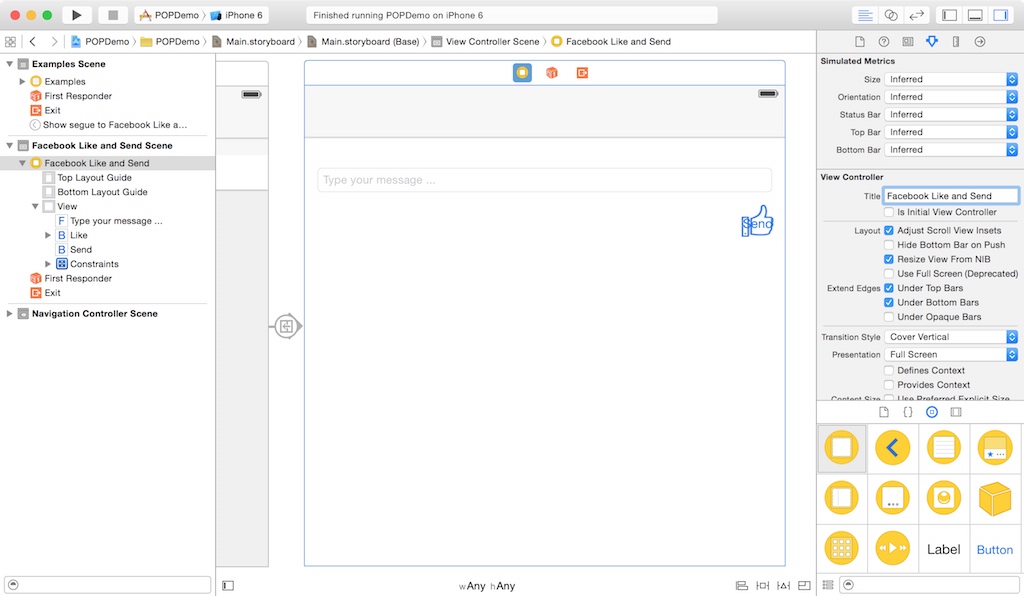 POPDemo iPhone 6
Finished running POPDemo on iPhone 6
POPDemo POPDemo Main.storyboard Main.storyboard (Base) View Controller Scene Facebook Like and Send
Examples Scene
Examples
First Responder
Exit
Show segue to Facebook Like a...
Facebook Like and Send Scene
Facebook Like and Send
Top Layout Guide
Bottom Layout Guide
View
F Type your message ...
B Like
B Send
Constraints
First Responder
Exit
Navigation Controller Scene
Type your message ...
Send
wAny hAny
Simulated Metrics
Size Inferred
Orientation Inferred
Status Bar Inferred
Top Bar Inferred
Bottom Bar Inferred
View Controller
Title Facebook Like and Send
Is Initial View Controller
Layout Adjust Scroll View Insets
Hide Bottom Bar on Push
Resize View From NIB
Use Full Screen (Deprecated)
Extend Edges Under Top Bars
Under Bottom Bars
Under Opaque Bars
Transition Style Cover Vertical
Presentation Full Screen
Defines Context
Provides Context
Content Size Use Preferred Explicit Size
Label Button